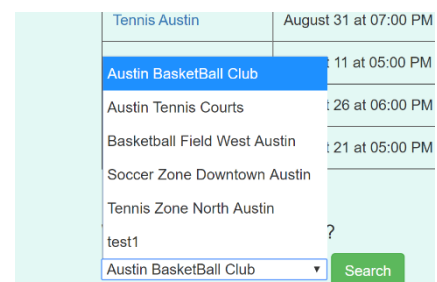 Tennis Austin August 31 at 07:00 PM
Austin BasketBall Club 11 at 05:00 PM
Austin Tennis Courts
26 at 06:00 PM
Basketball Field West Austin
21 at 05:00 PM
Soccer Zone Downtown Austin
Tennis Zone North Austin
test1 ?
Austin BasketBall Club Search